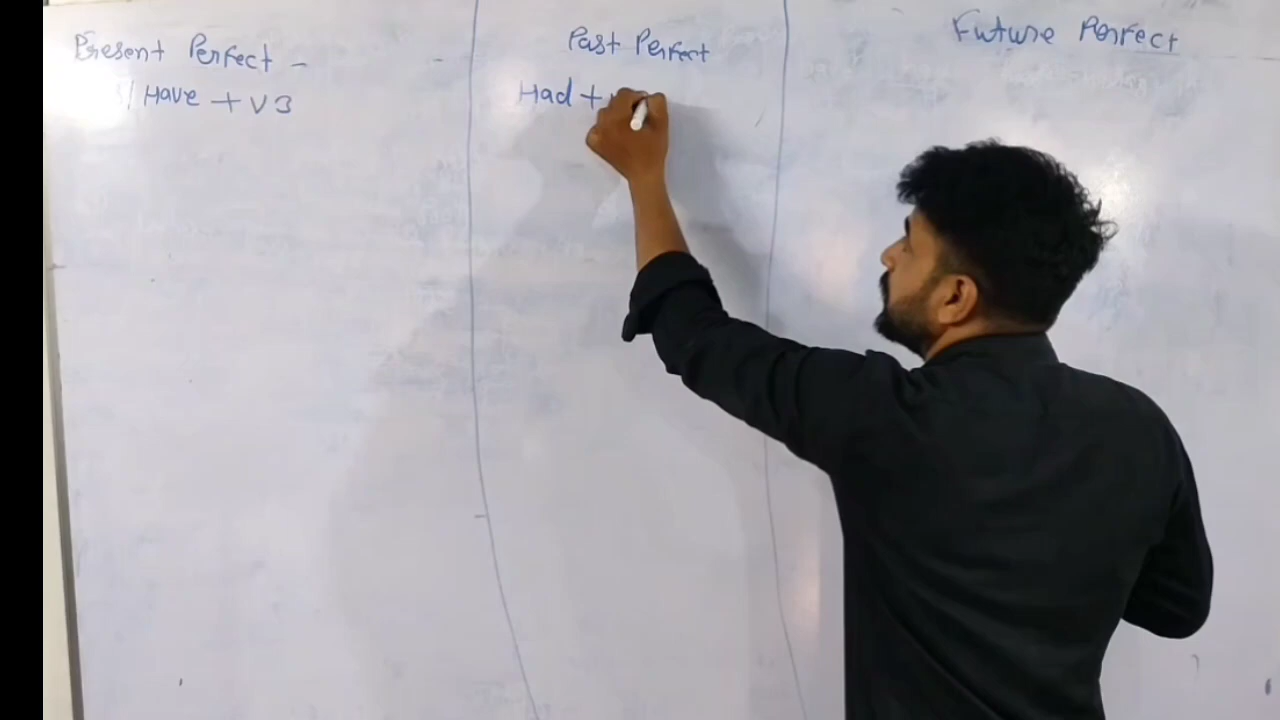 Present Perfect -
/ Have + V3
Past Perfect
Had +
Future Perfect